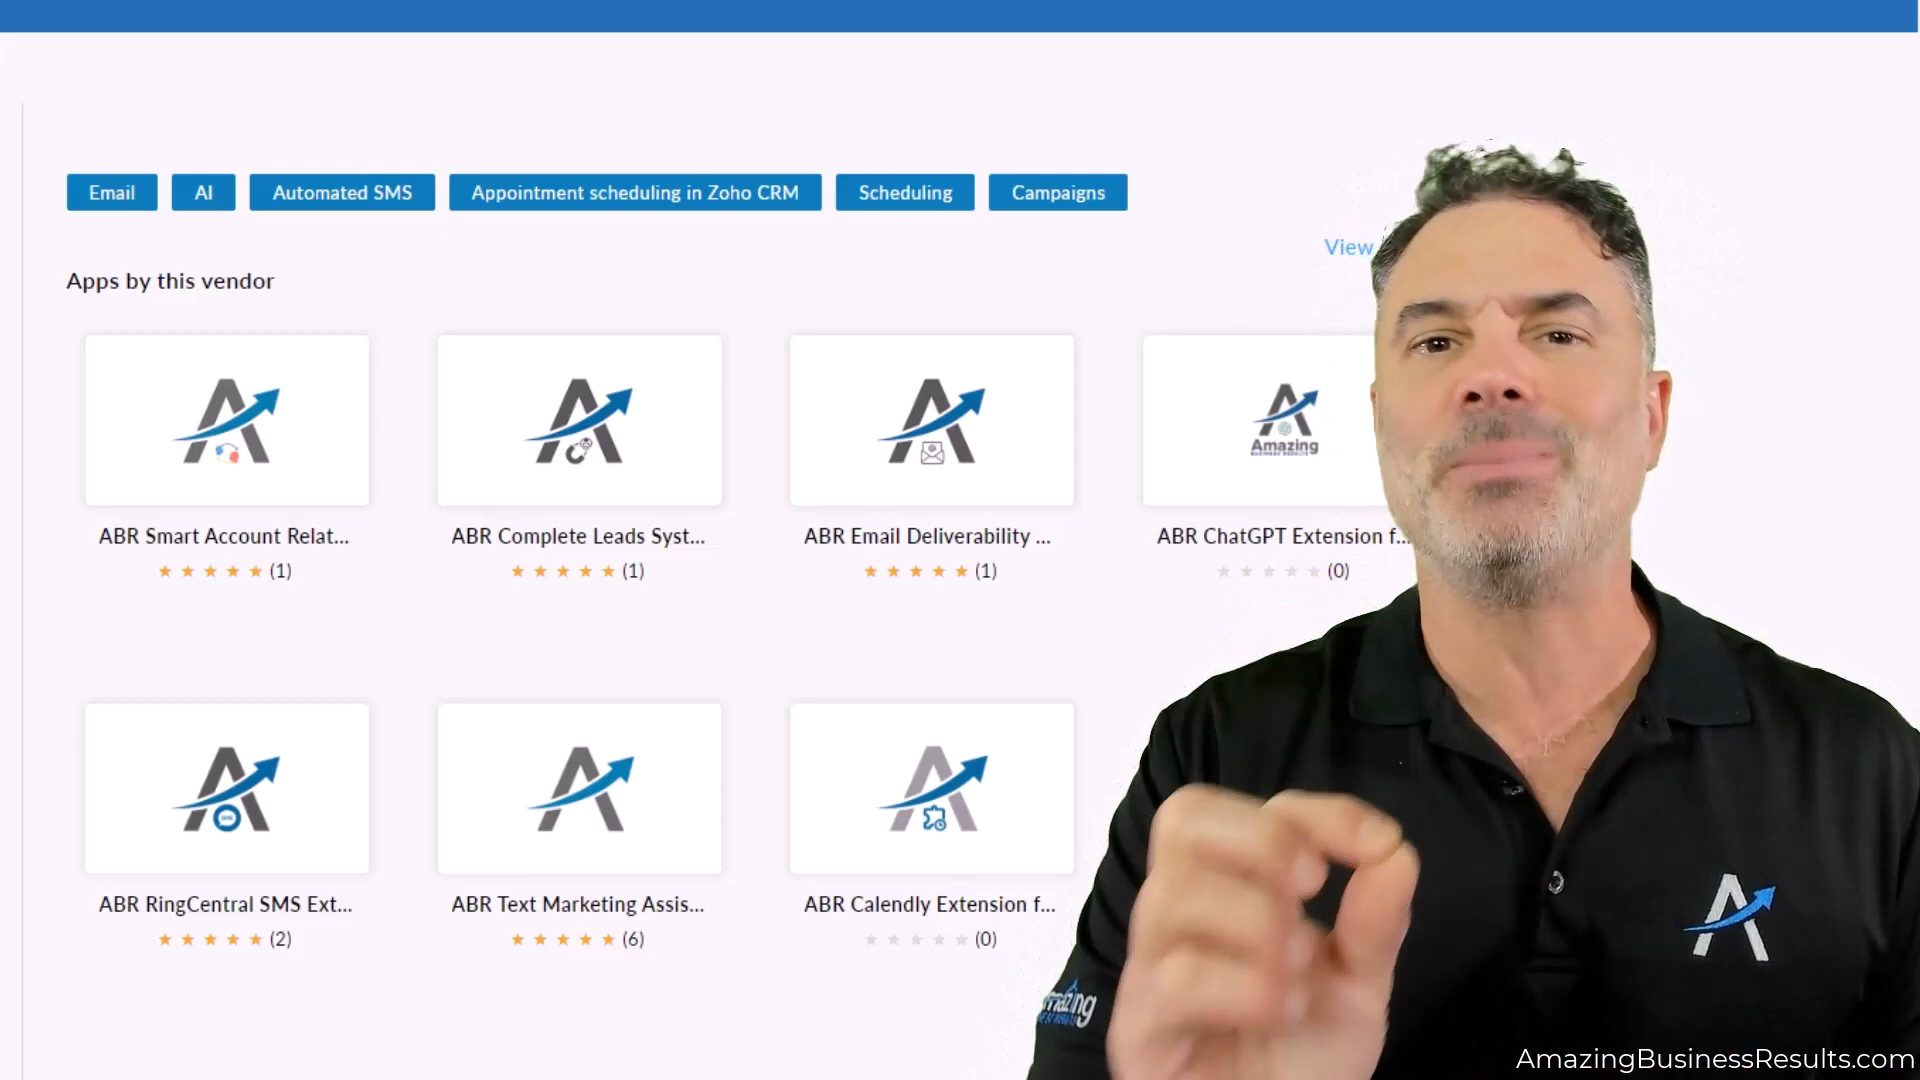 Email
AI
Automated SMS
Appointment scheduling in Zoho CRM
Scheduling
Campaigns
View
Apps by this vendor
Amazing
ABR Smart Account Relat...
ABR Complete Leads Syst...
ABR Email Deliverability ...
ABR ChatGPT Extension f...
(1)
(1)
(1)
(0)
ABR RingCentral SMS Ext...
ABR Text Marketing Assis...
ABR Calendly Extension f...
(2)
(6)
(0)
AmazingBusinessResults.com